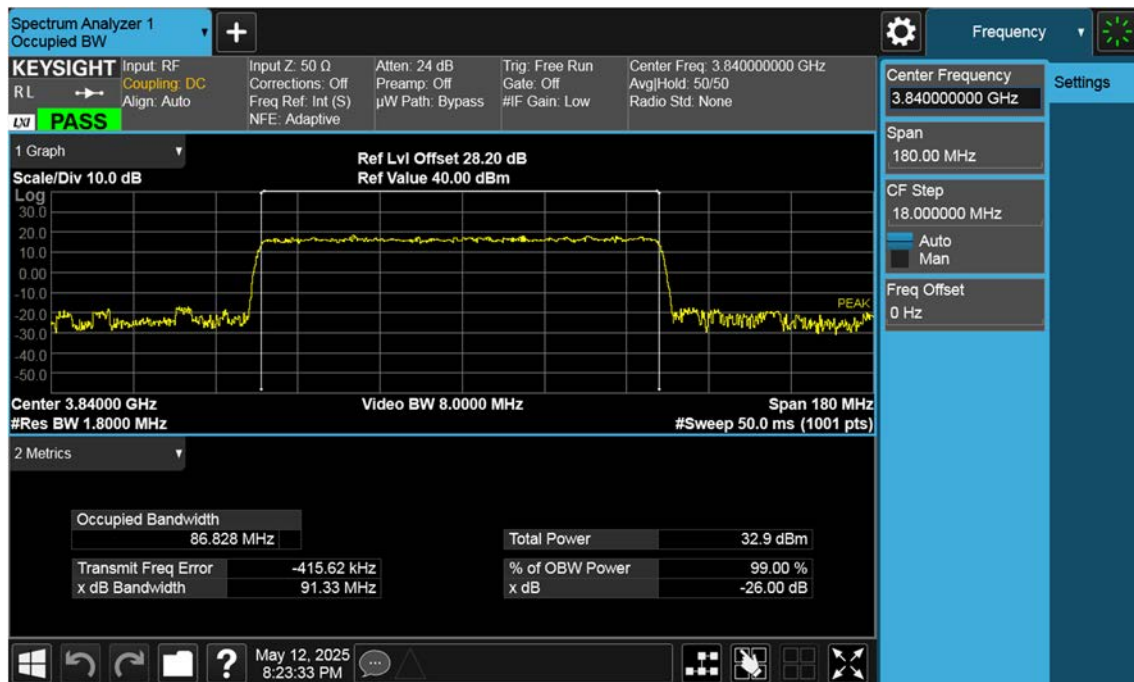 Spectrum Analyzer 1
Occupied BW
Frequency
KEYSIGHT
RL
LXI
PASS
Input: RF
Coupling: DC
Align: Auto
Input Z: 50 Ω
Corrections: Off
Freq Ref: Int (S)
NFE: Adaptive
Atten: 24 dB
Preamp: Off
µW Path: Bypass
Trig: Free Run
Gate: Off
#IF Gain: Low
Center Freq: 3.840000000 GHz
Avg|Hold: 50/50
Radio Std: None
Center Frequency
3.840000000 GHz
Settings
Span
180.00 MHz
CF Step
18.000000 MHz
Auto
Man
Freq Offset
0 Hz
1 Graph
Scale/Div 10.0 dB
Ref Lvl Offset 28.20 dB
Ref Value 40.00 dBm
Log
30.0
20.0
10.0
0.00
-10.0
-20.0
-30.0
-40.0
-50.0
PEAK
Center 3.84000 GHz
Video BW 8.0000 MHz
Span 180 MHz
#Res BW 1.8000 MHz
#Sweep 50.0 ms (1001 pts)
2 Metrics
Occupied Bandwidth
86.828 MHz
Total Power 32.9 dBm
Transmit Freq Error -415.62 kHz
% of OBW Power 99.00 %
x dB Bandwidth 91.33 MHz
x dB -26.00 dB
?
May 12, 2025
8:23:33 PM